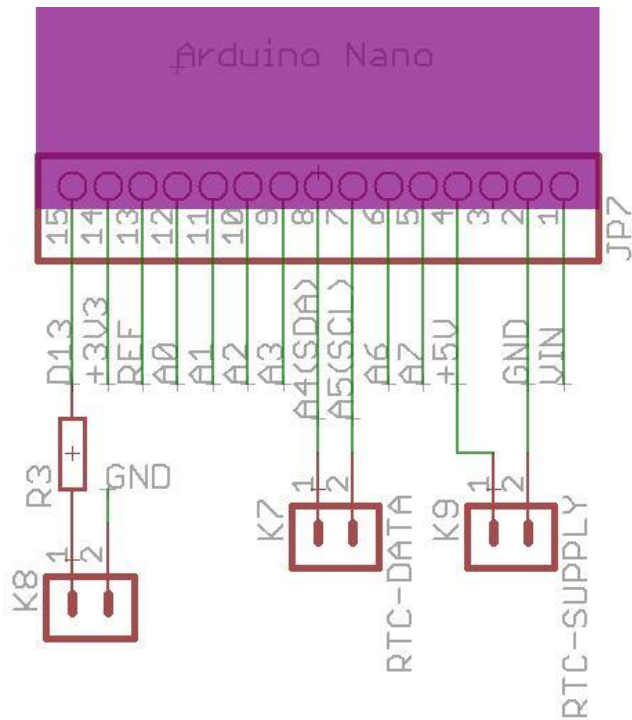 Arduino Nano
15 14 13 12 11 10 9 8 7 6 5 4 3 2 1
JP7
D13 +3V3 REF A0 A1 A2 A3 A4(SDA) A5(SCL) A6 A7 +5V GND VIN
R3
GND
K8
1 2
K7
1 2
RTC-DATA
K9
1 2
RTC-SUPPLY